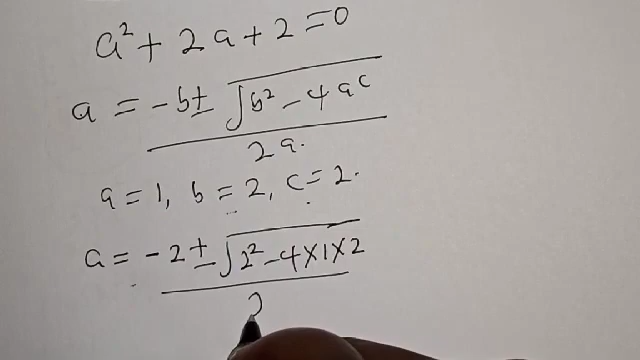 a² + 2a + 2 = 0
a = -b ± √b² - 4ac / 2a.
a = 1, b = 2, c = 2.
a = -2 ± √2² - 4×1×2 / 2